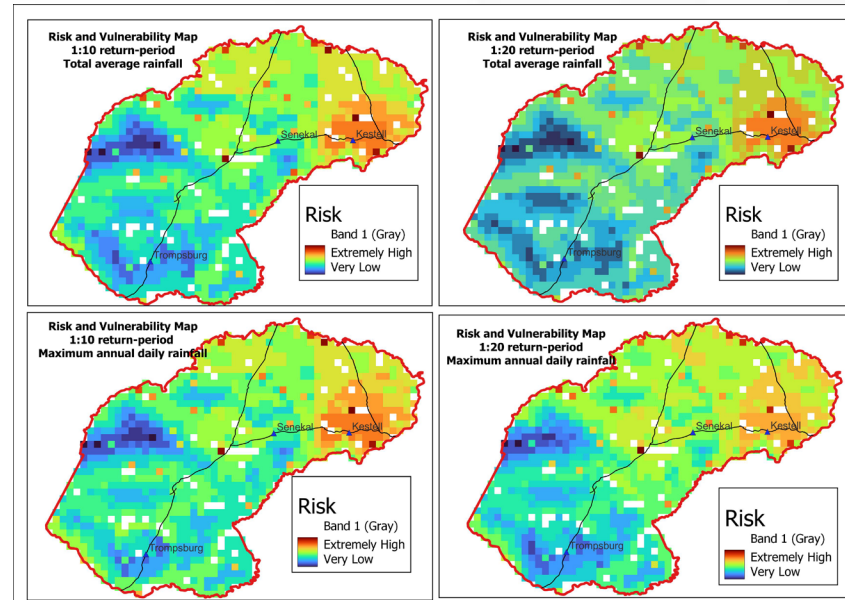 Risk and Vulnerability Map
1:10 return-period
Total average rainfall
Senekal
Kestell
Trompsburg
Risk
Band 1 (Gray)
Extremely High
Very Low
Risk and Vulnerability Map
1:20 return-period
Total average rainfall
Senekal
Kestell
Trompsburg
Risk
Band 1 (Gray)
Extremely High
Very Low
Risk and Vulnerability Map
1:10 return-period
Maximum annual daily rainfall
Senekal
Kestell
Trompsburg
Risk
Band 1 (Gray)
Extremely High
Very Low
Risk and Vulnerability Map
1:20 return-period
Maximum annual daily rainfall
Senekal
Kestell
Trompsburg
Risk
Band 1 (Gray)
Extremely High
Very Low